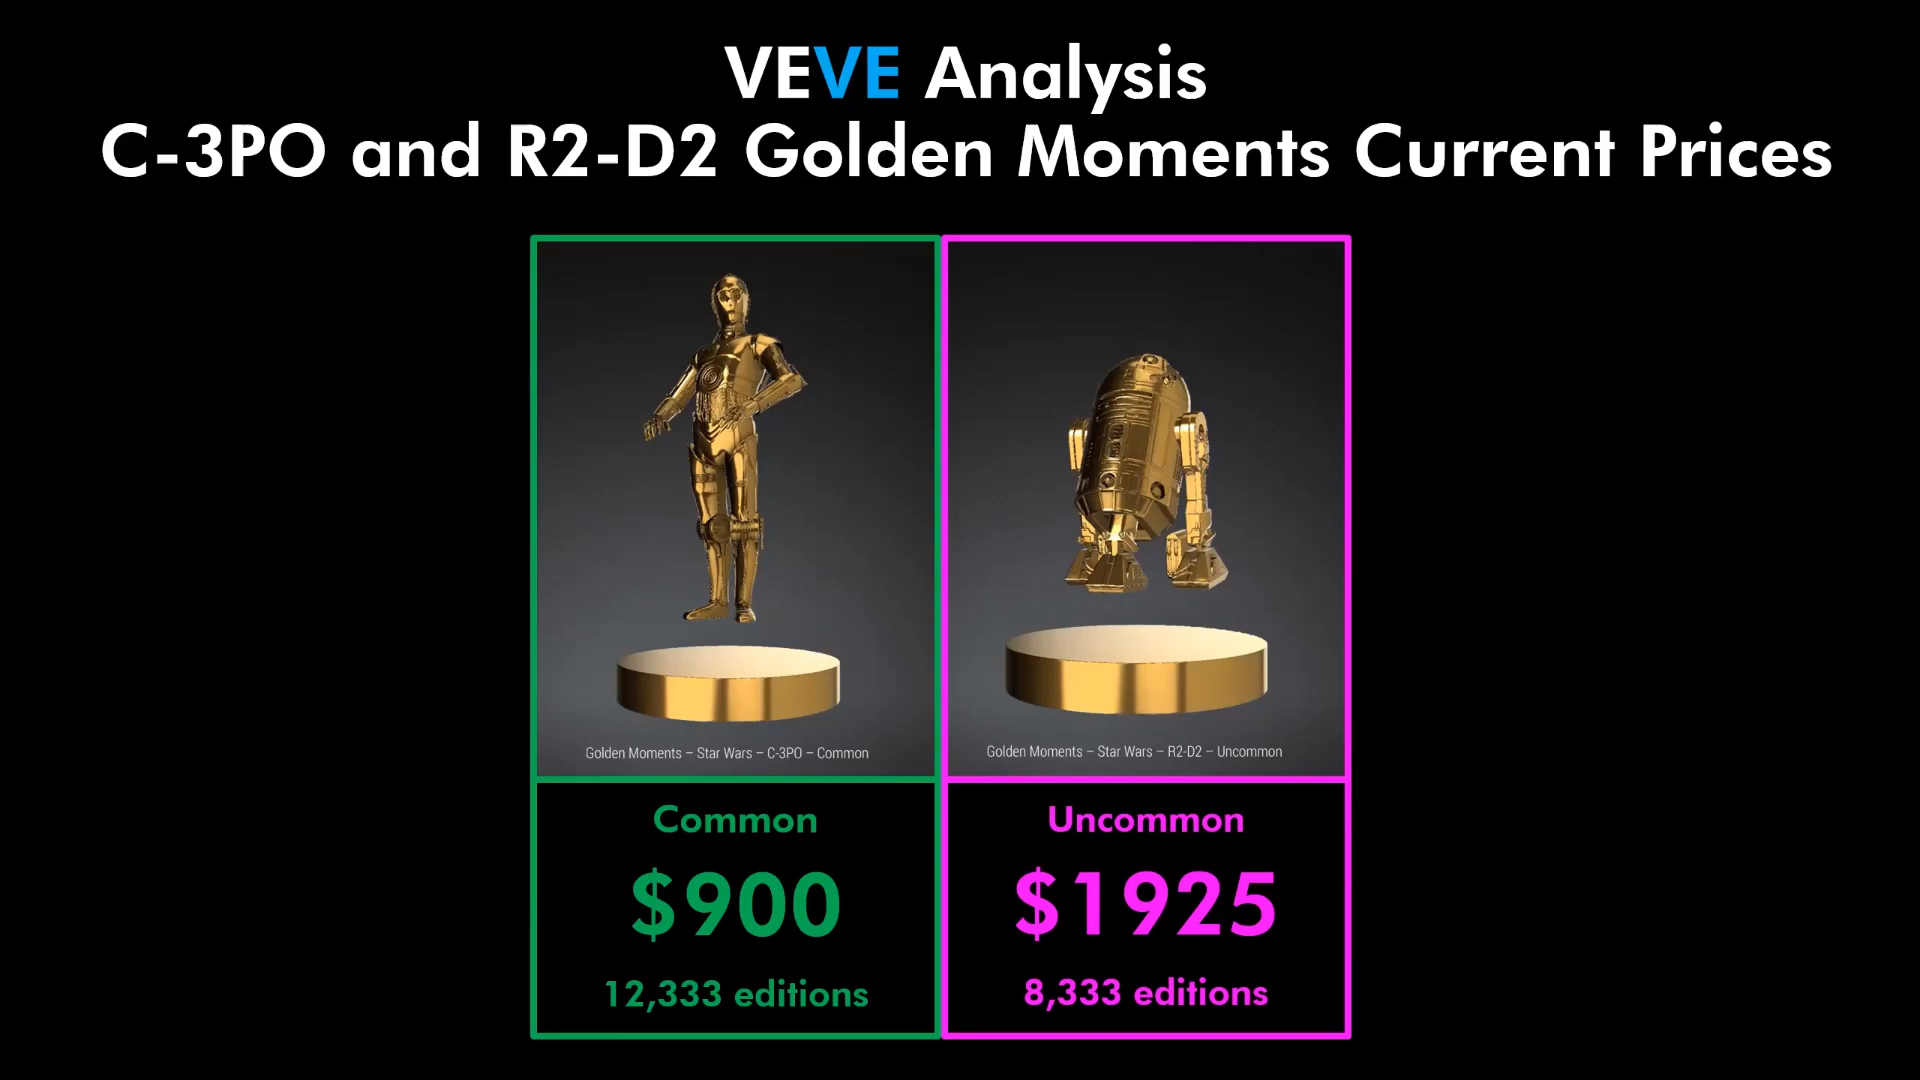 VEVE Analysis
C-3PO and R2-D2 Golden Moments Current Prices
Golden Moments – Star Wars – C-3PO – Common
Golden Moments – Star Wars – R2-D2 – Uncommon
Common
$900
12,333 editions
Uncommon
$1925
8,333 editions